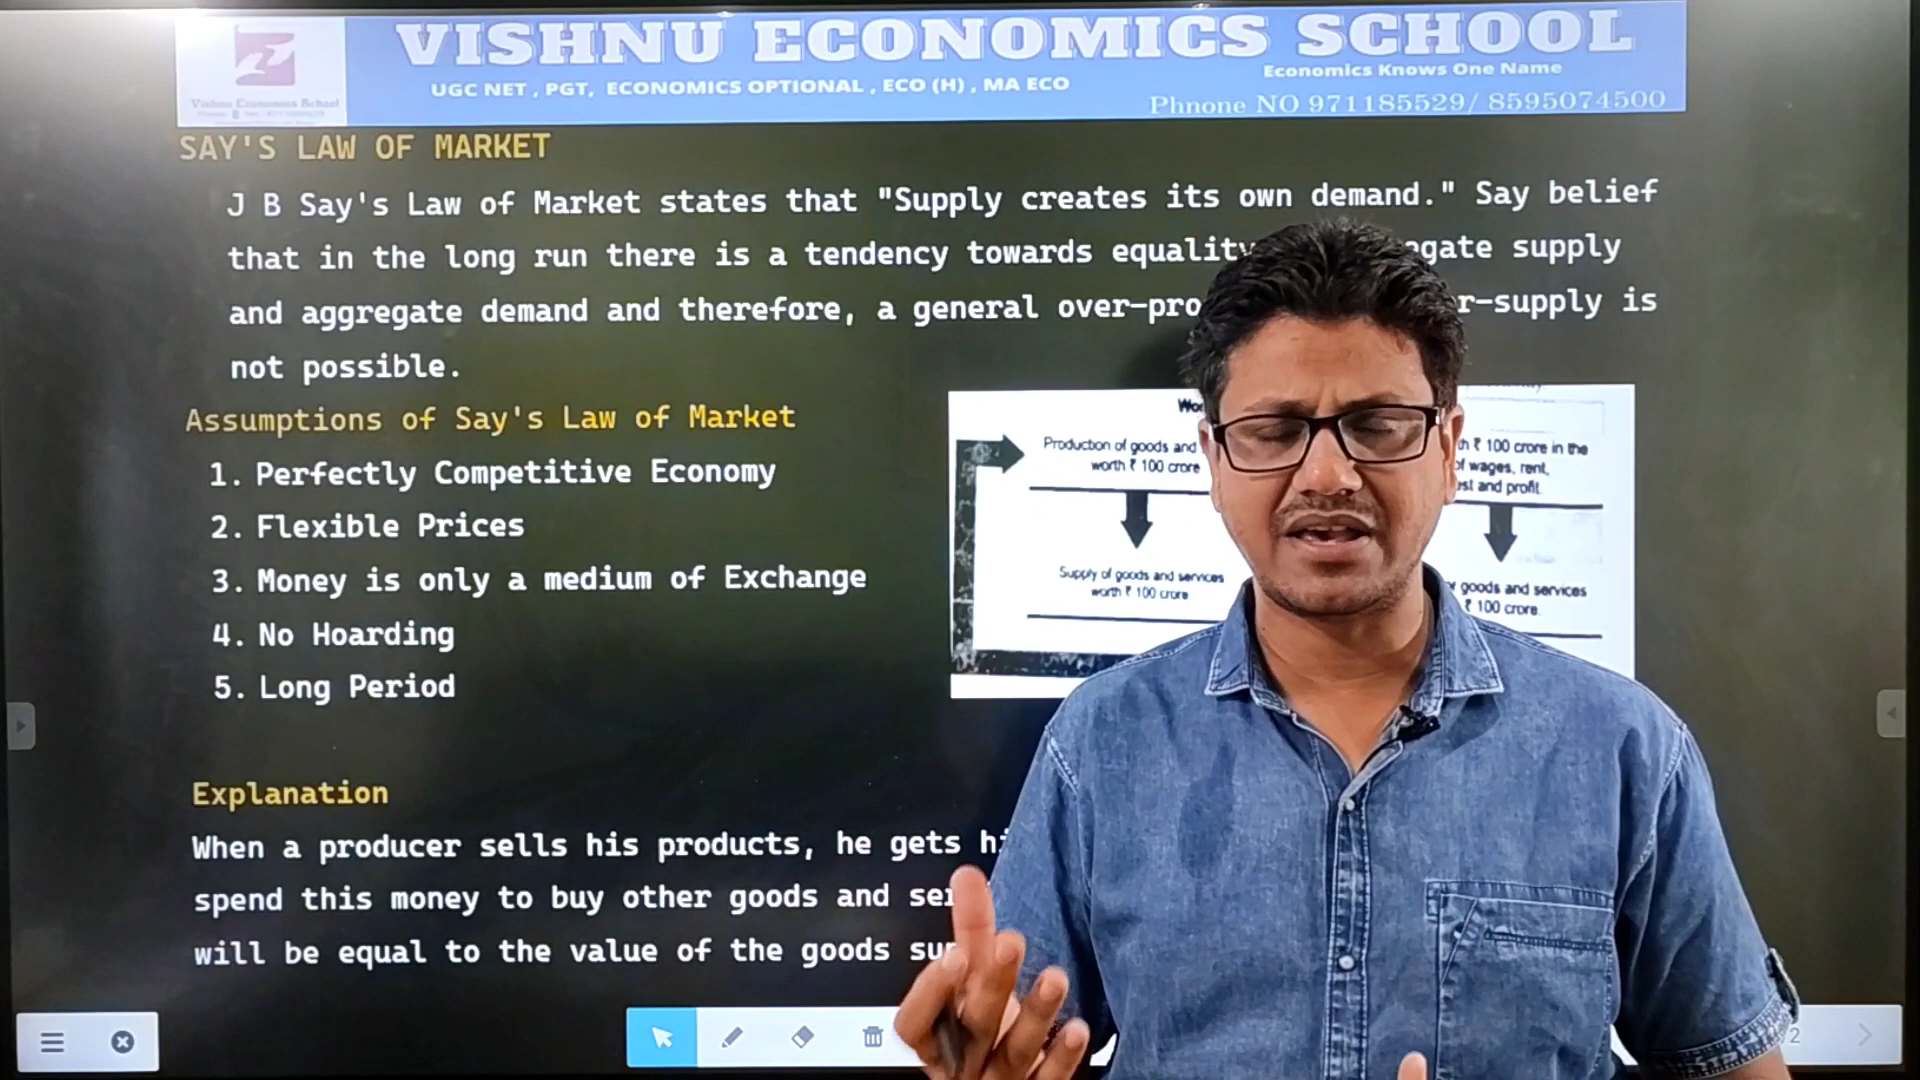 VISHNU ECONOMICS SCHOOL
Economics Knows One Name
UGC NET , PGT, ECONOMICS OPTIONAL , ECO (H) , MA ECO
Phnone NO 971185529/ 8595074500
Vishnu Economics School
SAY'S LAW OF MARKET
J B Say's Law of Market states that "Supply creates its own demand." Say belief
that in the long run there is a tendency towards equality supply
and aggregate demand and therefore, a general is
not possible.
Assumptions of Say's Law of Market
1. Perfectly Competitive Economy
2. Flexible Prices
3. Money is only a medium of Exchange
4. No Hoarding
5. Long Period
Production of goods and
worth ₹ 100 crore
₹ 100 crore in the
wages, rent,
and profit
Supply of goods and services
worth ₹ 100 crore
goods and services
₹ 100 crore
Explanation
When a producer sells his products, he gets
spend this money to buy other goods and
will be equal to the value of the goods